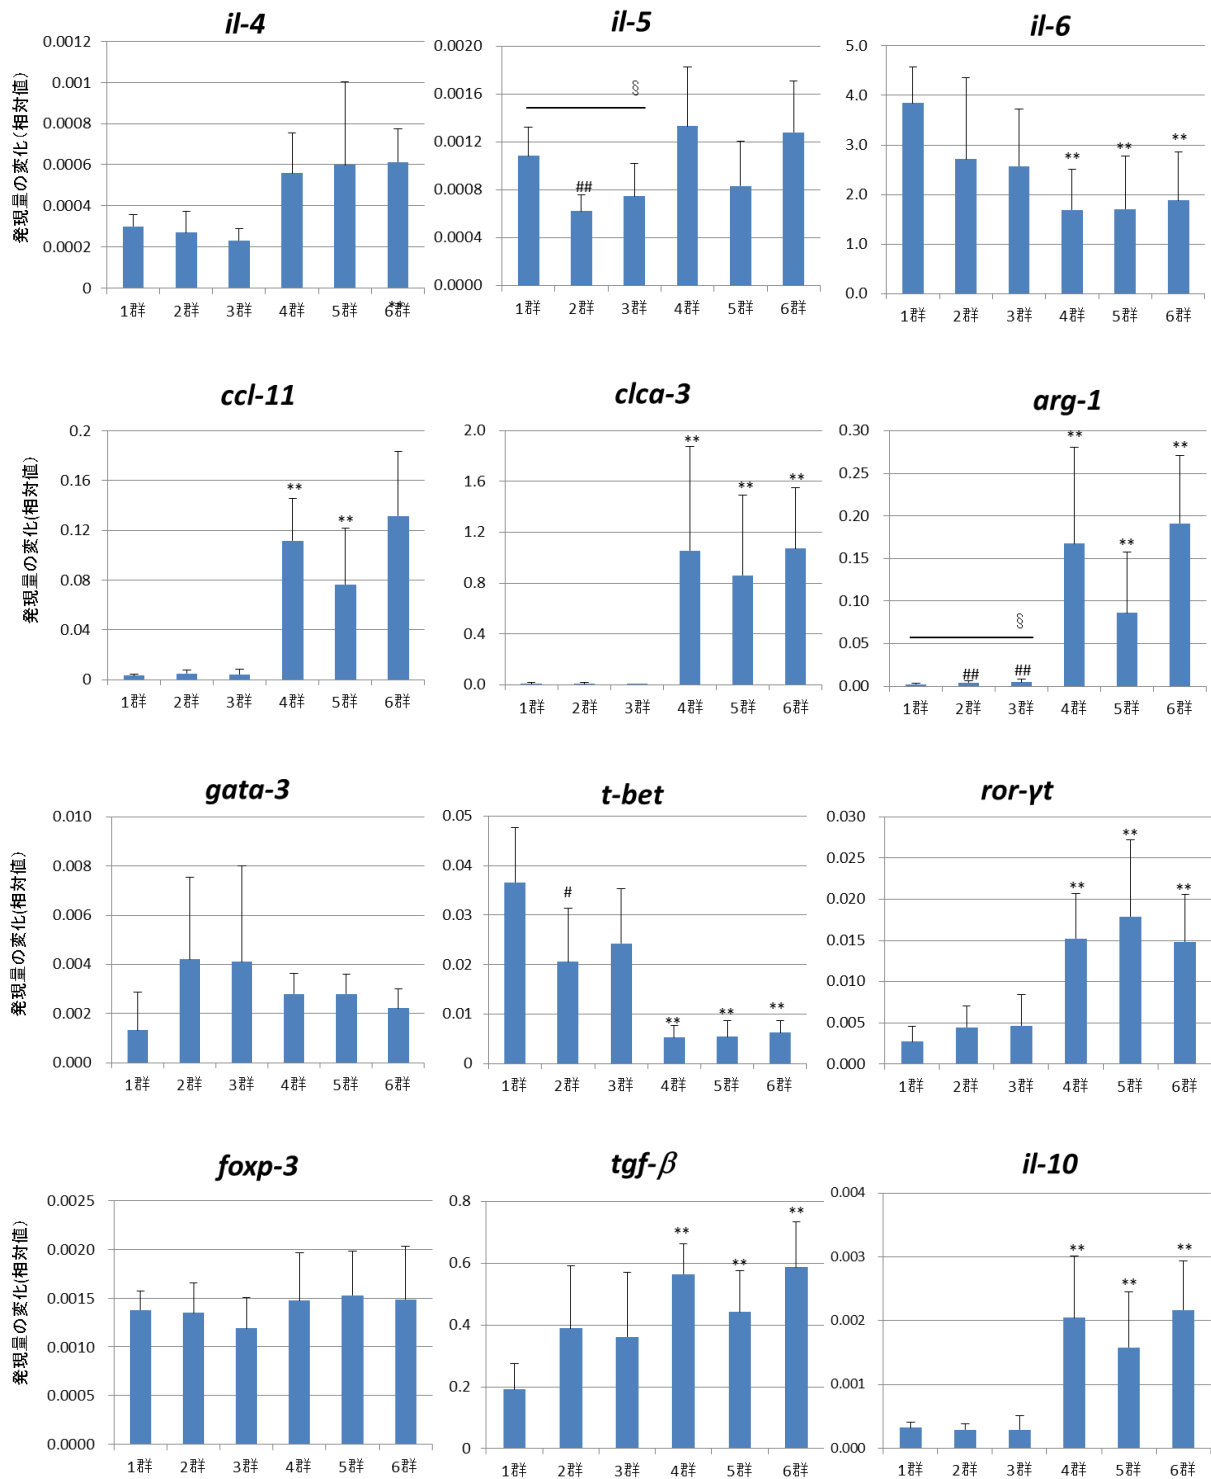 il-4
発現量の変化(相対値)
0.0012
0.001
0.0008
0.0006
0.0004
0.0002
0
1群 2群 3群 4群 5群 6群
**
il-5
0.0020
0.0016
0.0012
0.0008
0.0004
0.0000
§
##
1群 2群 3群 4群 5群 6群
il-6
5.0
4.0
3.0
2.0
1.0
0.0
** ** **
1群 2群 3群 4群 5群 6群
ccl-11
発現量の変化(相対値)
0.2
0.16
0.12
0.08
0.04
0
** **
1群 2群 3群 4群 5群 6群
clca-3
2.0
1.6
1.2
0.8
0.4
0.0
** ** **
1群 2群 3群 4群 5群 6群
arg-1
0.30
0.25
0.20
0.15
0.10
0.05
0.00
§
## ## ** ** **
1群 2群 3群 4群 5群 6群
gata-3
発現量の変化(相対値)
0.010
0.008
0.006
0.004
0.002
0.000
1群 2群 3群 4群 5群 6群
t-bet
0.05
0.04
0.03
0.02
0.01
0
# ** ** **
1群 2群 3群 4群 5群 6群
ror-γt
0.030
0.025
0.020
0.015
0.010
0.005
0.000
** ** **
1群 2群 3群 4群 5群 6群
foxp-3
発現量の変化(相対値)
0.0025
0.0020
0.0015
0.0010
0.0005
0.0000
1群 2群 3群 4群 5群 6群
tgf-β
0.8
0.6
0.4
0.2
0
** ** **
1群 2群 3群 4群 5群 6群
il-10
0.004
0.003
0.002
0.001
0.000
** ** **
1群 2群 3群 4群 5群 6群